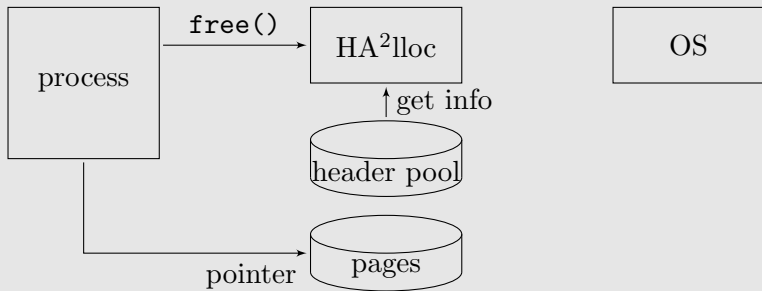 free()
process
HA²lloc
OS
get info
header pool
pointer
pages